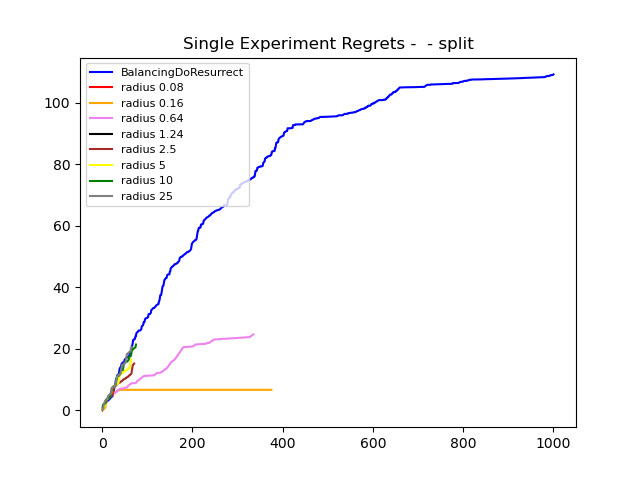 Single Experiment Regrets -  - split
BalancingDoResurrect
radius 0.08
radius 0.16
radius 0.64
radius 1.24
radius 2.5
radius 5
radius 10
radius 25
100
80
60
40
20
0
0 200 400 600 800 1000